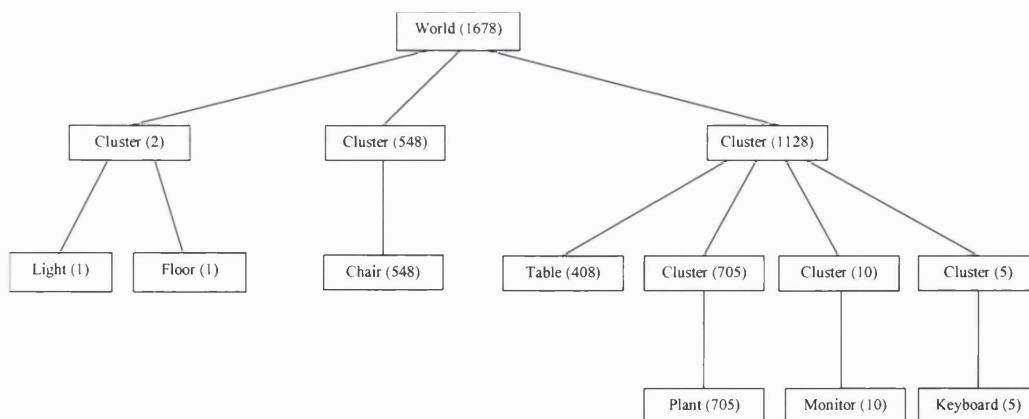 World (1678)
Cluster (2)
Cluster (548)
Cluster (1128)
Light (1)
Floor (1)
Chair (548)
Table (408)
Cluster (705)
Cluster (10)
Cluster (5)
Plant (705)
Monitor (10)
Keyboard (5)